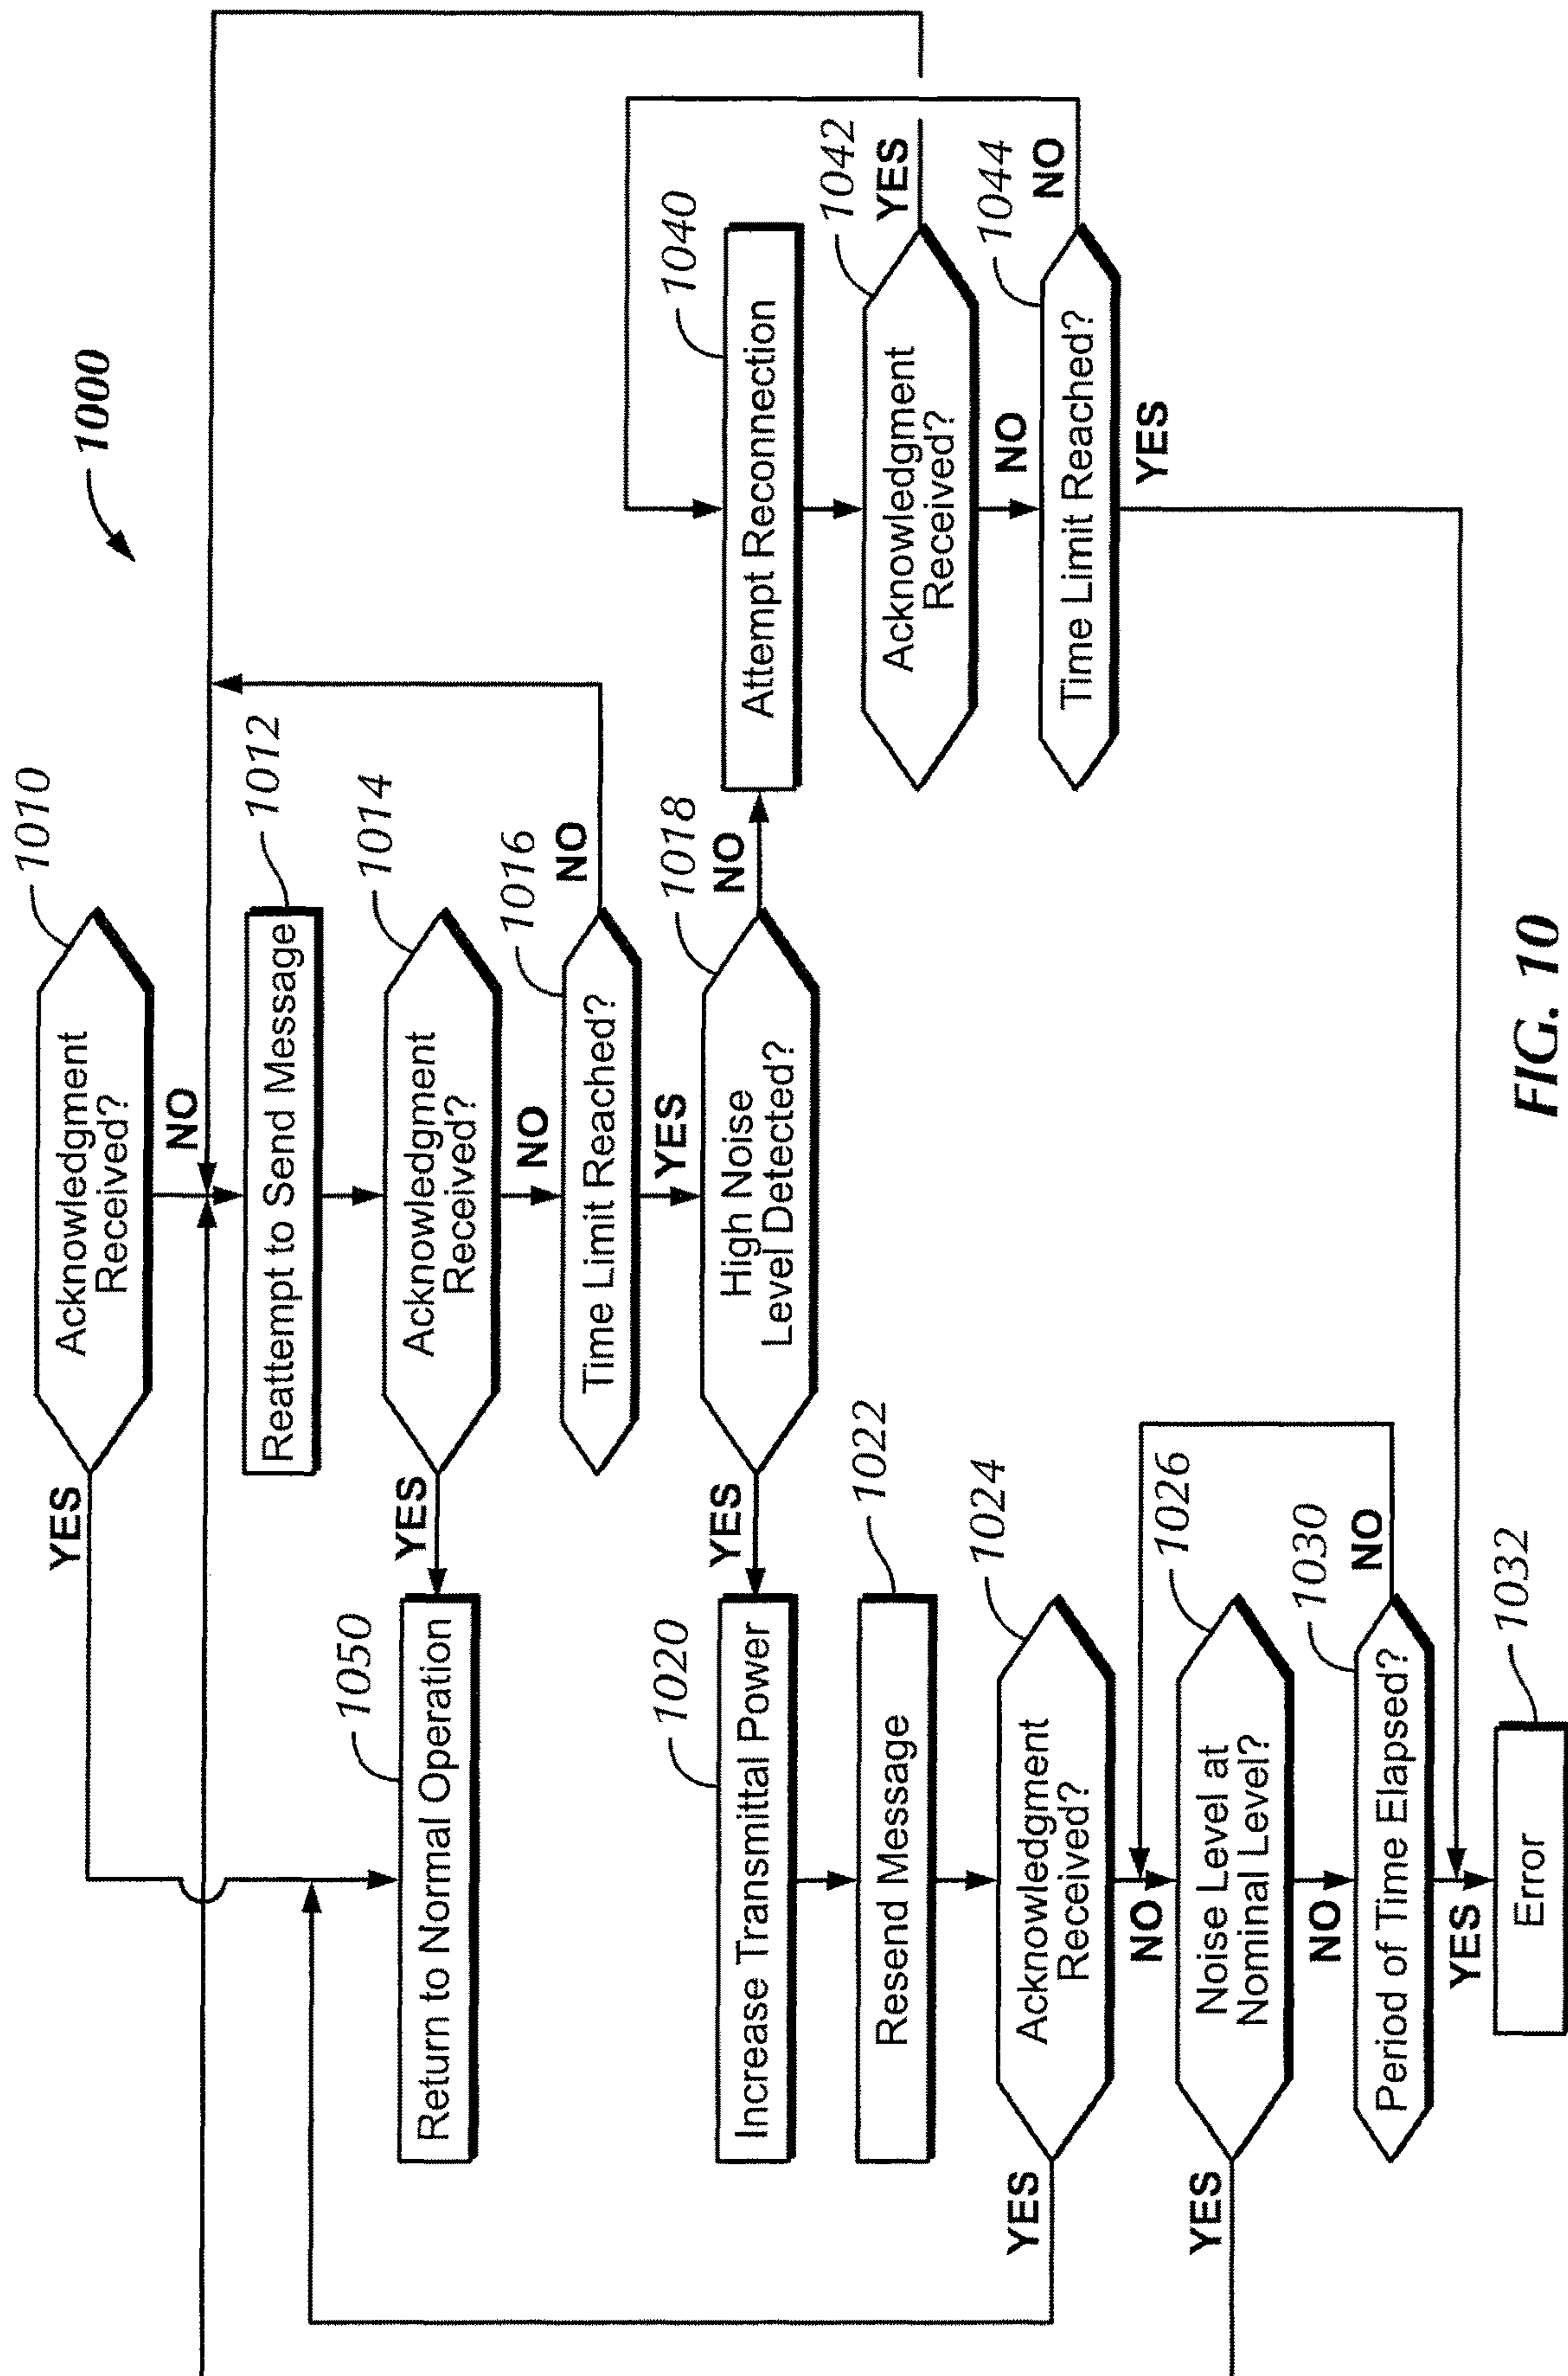 1000
1010
Acknowledgment
Received?
YES
NO
1012
Reattempt to Send Message
1014
Acknowledgment
Received?
YES
NO
1050
Return to Normal Operation
1016
Time Limit Reached?
NO
YES
1018
High Noise
Level Detected?
YES
NO
1020
Increase Transmittal Power
1022
Resend Message
1024
Acknowledgment
Received?
YES
NO
1026
Noise Level at
Nominal Level?
YES
NO
1030
Period of Time Elapsed?
NO
YES
1032
Error
1040
Attempt Reconnection
1042
Acknowledgment
Received?
YES
NO
1044
Time Limit Reached?
NO
YES
FIG. 10